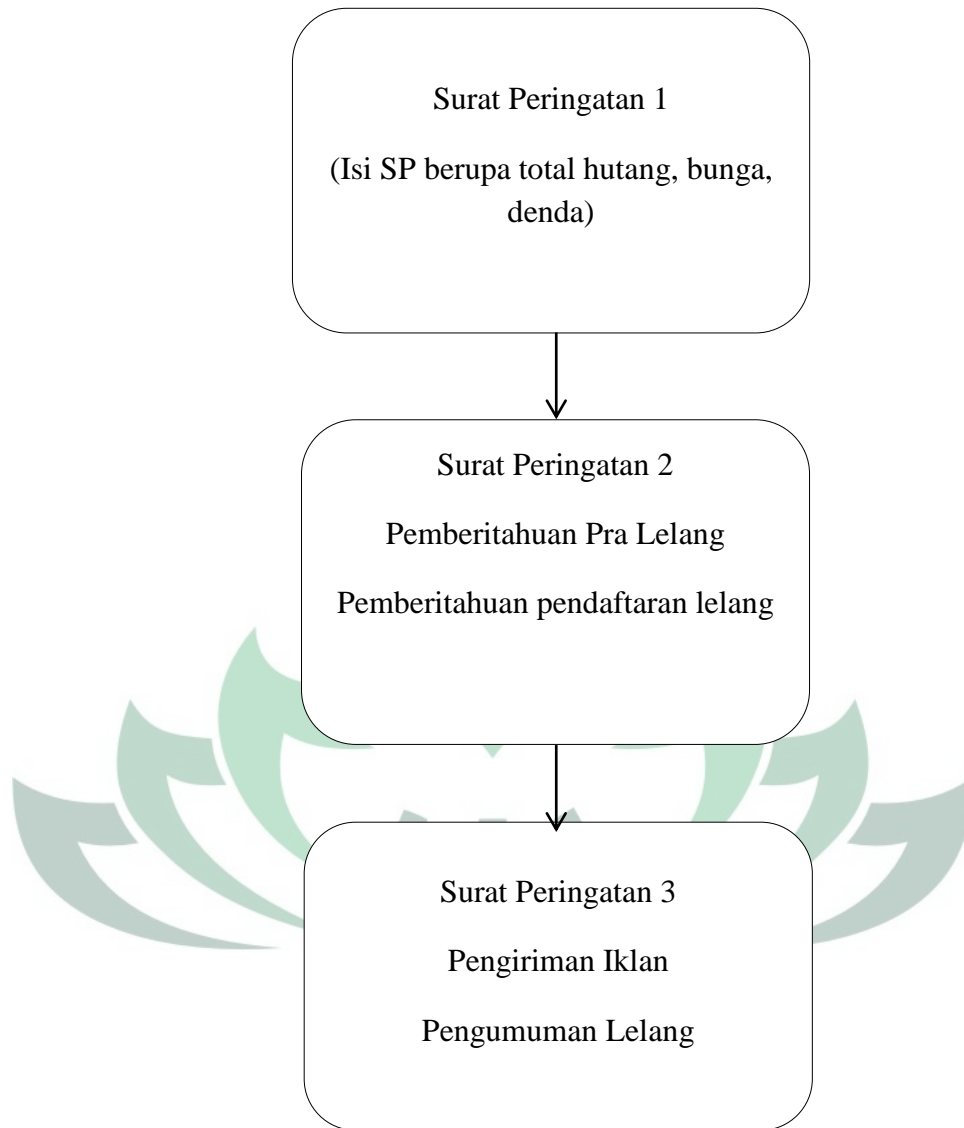 Surat Peringatan 1
(Isi SP berupa total hutang, bunga,
denda)
Surat Peringatan 2
Pemberitahuan Pra Lelang
Pemberitahuan pendaftaran lelang
Surat Peringatan 3
Pengiriman Iklan
Pengumuman Lelang